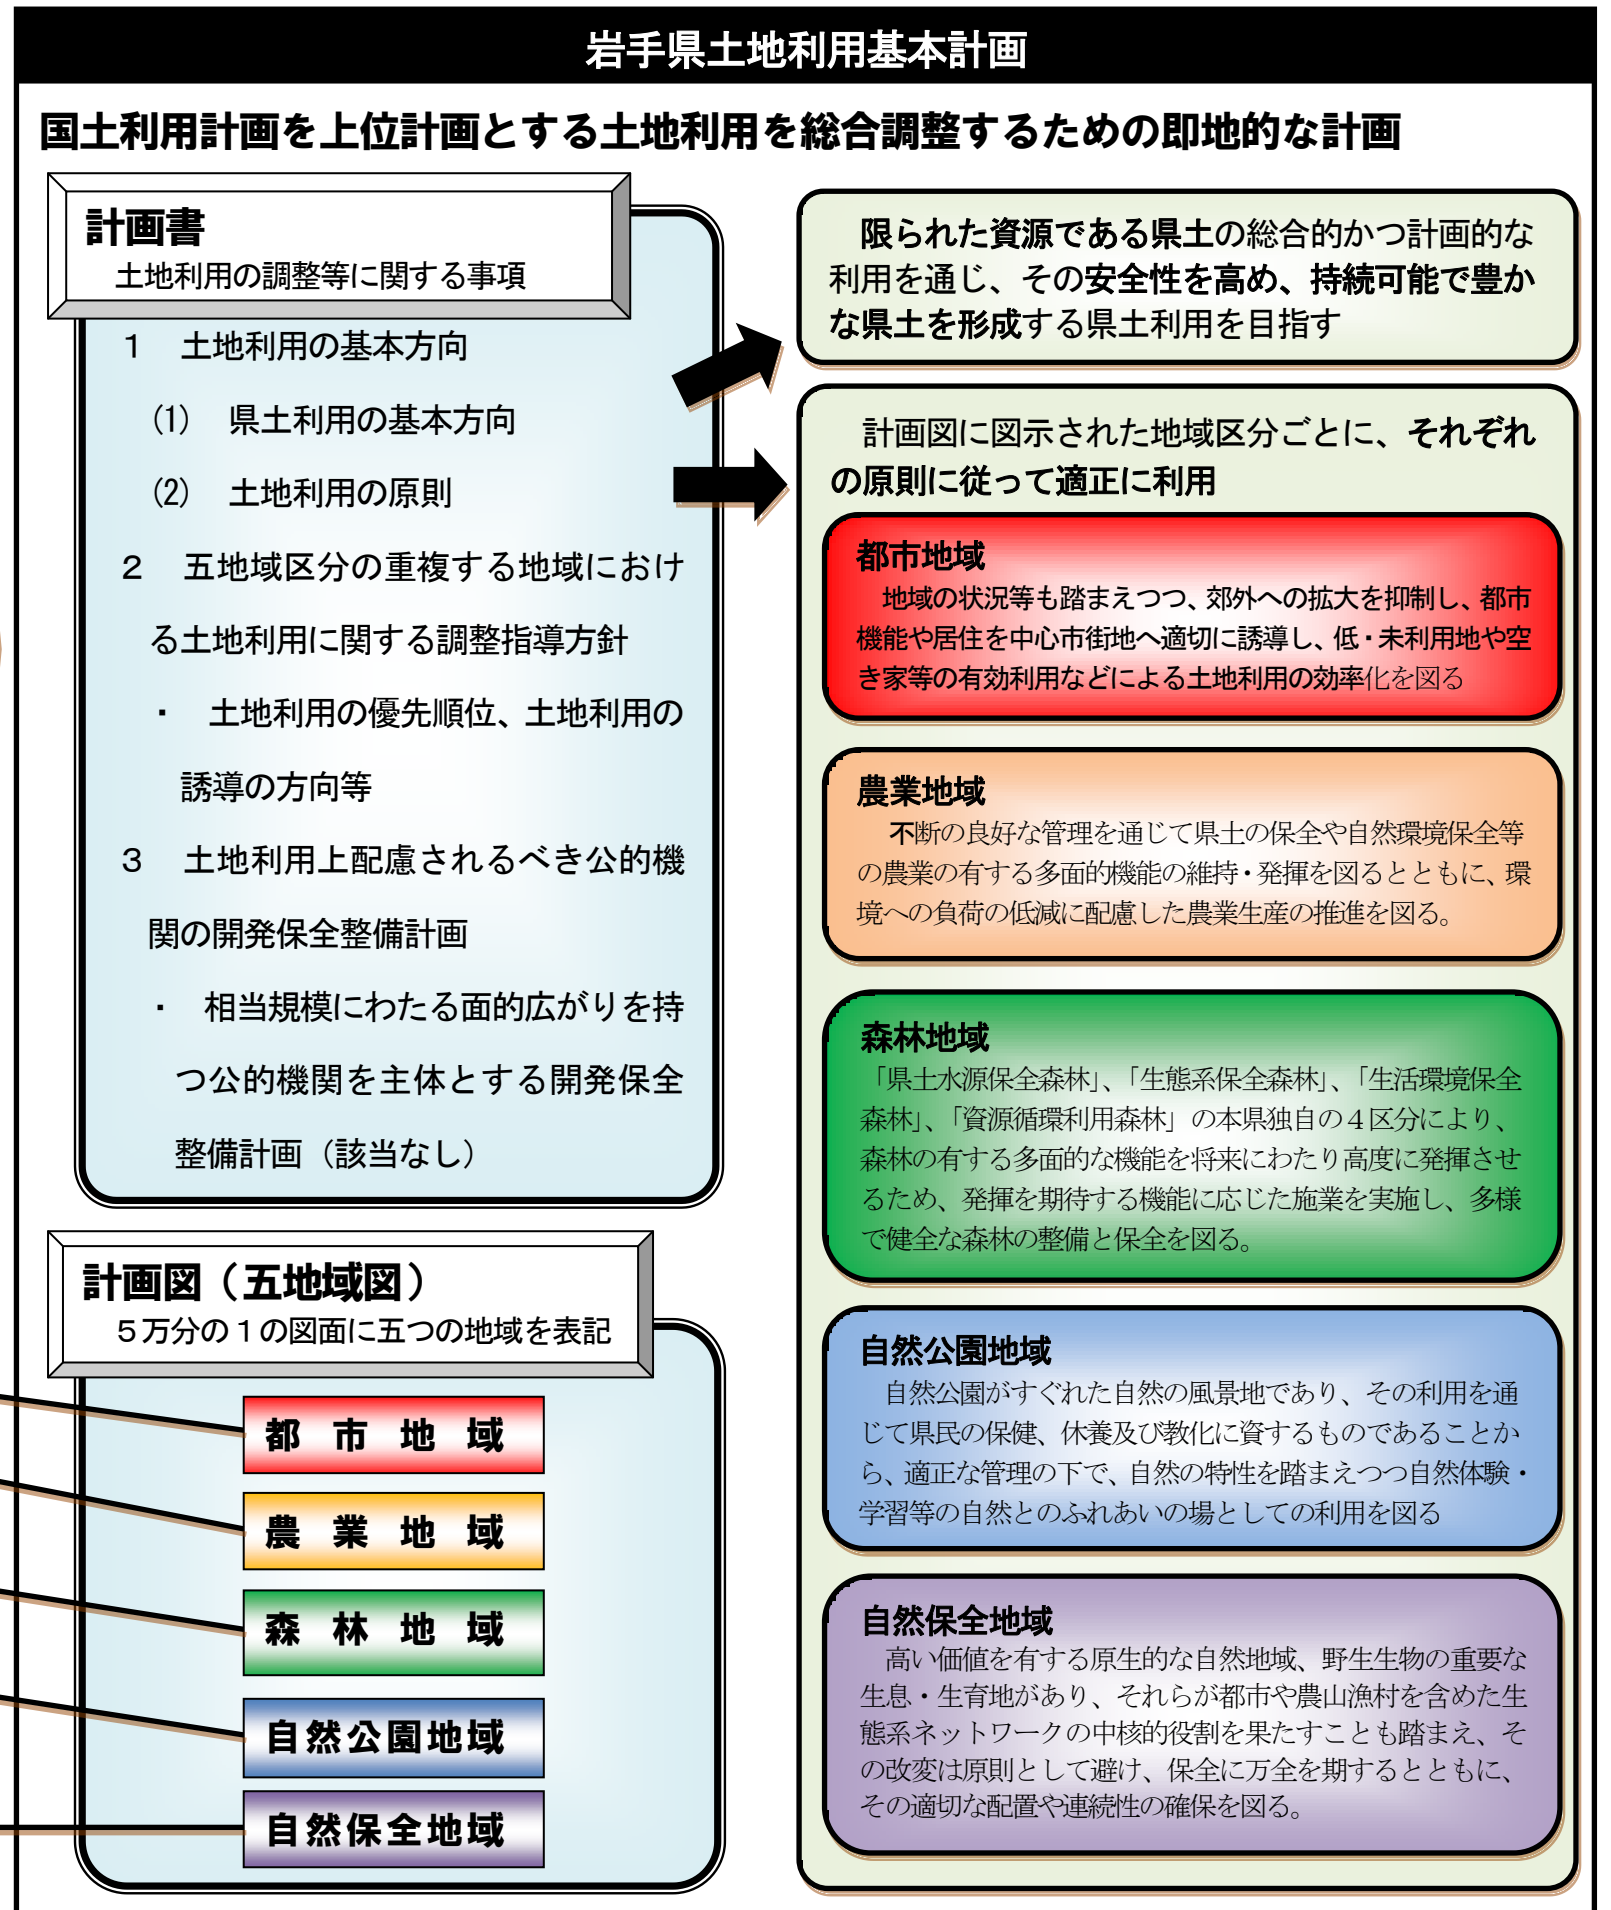 岩手県土地利用基本計画
国土利用計画を上位計画とする土地利用を総合調整するための即地的な計画
計画書
土地利用の調整等に関する事項
１　土地利用の基本方向
⑴　県土利用の基本方向
⑵　土地利用の原則
２　五地域区分の重複する地域におけ
る土地利用に関する調整指導方針
・　土地利用の優先順位、土地利用の
誘導の方向等
３　土地利用上配慮されるべき公的機
関の開発保全整備計画
・　相当規模にわたる面的広がりを持
つ公的機関を主体とする開発保全
整備計画（該当なし）
計画図（五地域図）
５万分の１の図面に五つの地域を表記
都市地域
農業地域
森林地域
自然公園地域
自然保全地域
限られた資源である県土の総合的かつ計画的な
利用を通じ、その安全性を高め、持続可能で豊か
な県土を形成する県土利用を目指す
計画図に図示された地域区分ごとに、それぞれ
の原則に従って適正に利用
都市地域
地域の状況等も踏まえつつ、郊外への拡大を抑制し、都市
機能や居住を中心市街地へ適切に誘導し、低・未利用地や空
き家等の有効利用などによる土地利用の効率化を図る
農業地域
不断の良好な管理を通じて県土の保全や自然環境保全等
の農業の有する多面的機能の維持・発揮を図るとともに、環
境への負荷の低減に配慮した農業生産の推進を図る。
森林地域
「県土水源保全森林」、「生態系保全森林」、「生活環境保全
森林」、「資源循環利用森林」の本県独自の４区分により、
森林の有する多面的な機能を将来にわたり高度に発揮させ
るため、発揮を期待する機能に応じた施業を実施し、多様
で健全な森林の整備と保全を図る。
自然公園地域
自然公園がすぐれた自然の風景地であり、その利用を通
じて県民の保健、休養及び教化に資するものであることか
ら、適正な管理の下で、自然の特性を踏まえつつ自然体験・
学習等の自然とのふれあいの場としての利用を図る
自然保全地域
高い価値を有する原生的な自然地域、野生生物の重要な
生息・生育地があり、それらが都市や農山漁村を含めた生
態系ネットワークの中核的役割を果たすことも踏まえ、そ
の改変は原則として避け、保全に万全を期するとともに、
その適切な配置や連続性の確保を図る。